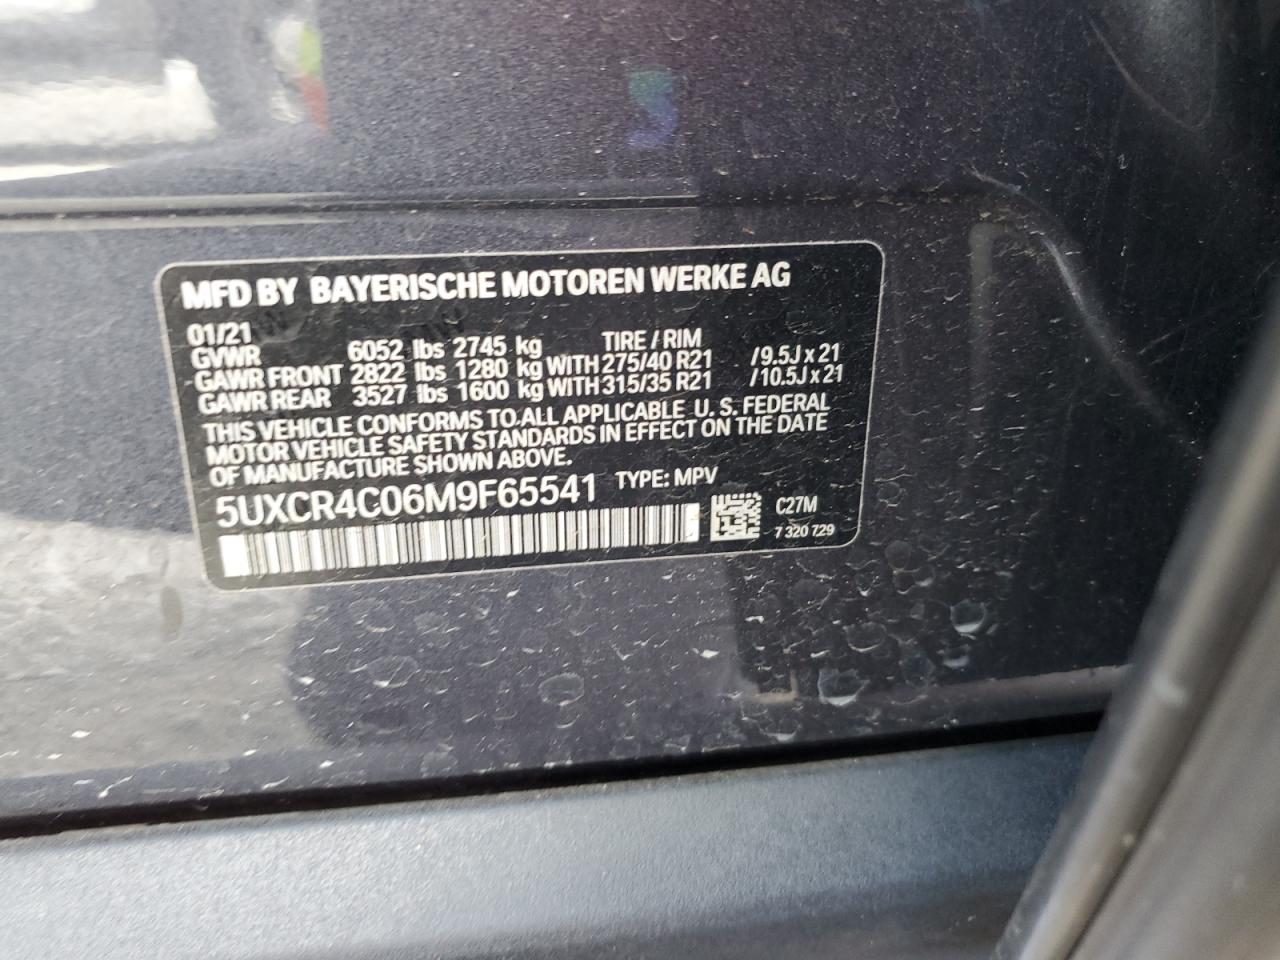 MFD BY BAYERISCHE MOTOREN WERKE AG
01/21
GVWR 6052 lbs 2745 kg TIRE / RIM
GAWR FRONT 2822 lbs 1280 kg WITH 275/40 R21 /9.5J x 21
GAWR REAR 3527 lbs 1600 kg WITH 315/35 R21 /10.5J x 21
THIS VEHICLE CONFORMS TO ALL APPLICABLE U. S. FEDERAL
MOTOR VEHICLE SAFETY STANDARDS IN EFFECT ON THE DATE
OF MANUFACTURE SHOWN ABOVE.
5UXCR4C06M9F65541 TYPE: MPV
C27M
7 320 729